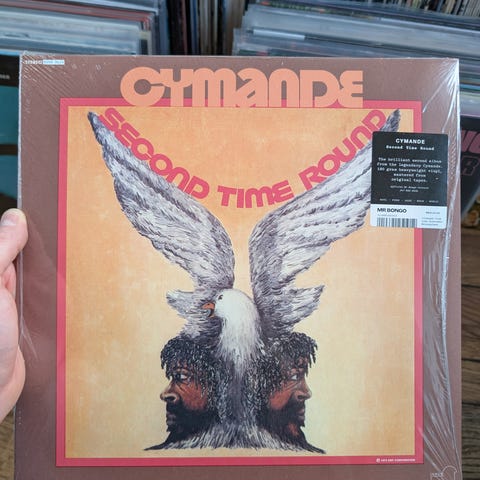 STEREO
CYMANDE
SECOND TIME ROUND
CYMANDE
Second Time Round
The brilliant second album
from the legendary Cymande.
180 gram heavyweight vinyl,
mastered from
original tapes.
MR BONGO